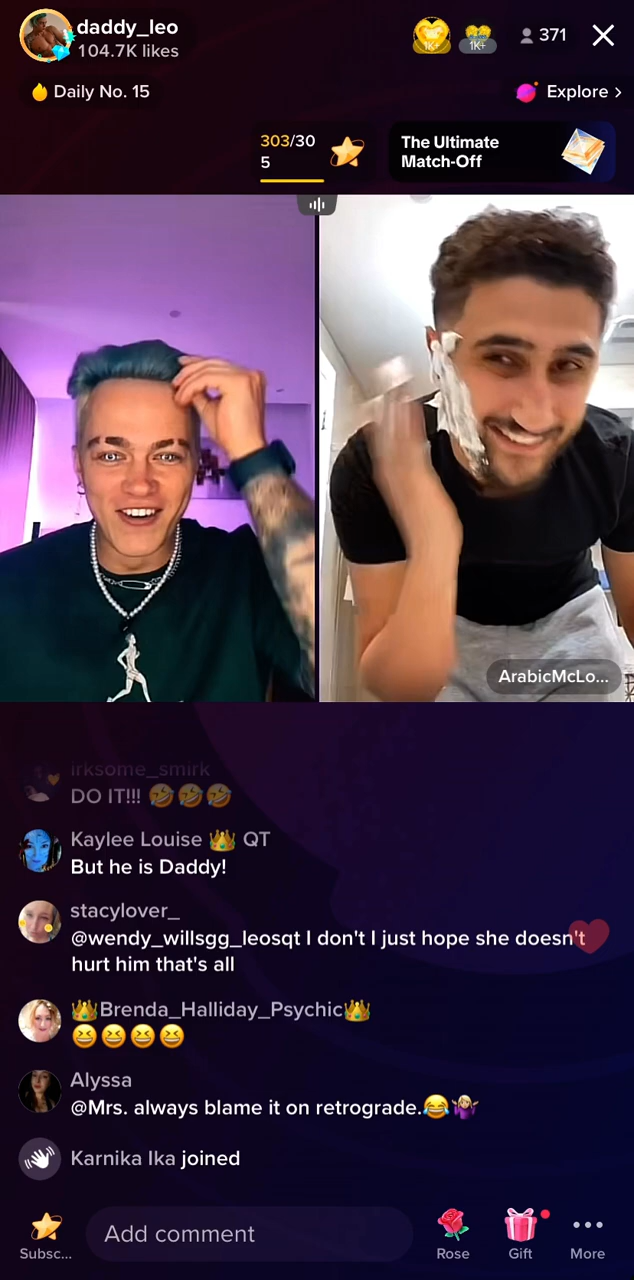 daddy_leo
104.7K likes
1K+
1K+
371
Daily No. 15
Explore
303/30
5
The Ultimate
Match-Off
ArabicMcLo...
irksome_smirk
DO IT!!! 🤣🤣🤣
Kaylee Louise 👑 QT
But he is Daddy!
stacylover_
@wendy_willsgg_leosqt I don't I just hope she doesn't
hurt him that's all
👑Brenda_Halliday_Psychic👑
😆😆😆😆
Alyssa
@Mrs. always blame it on retrograde.😂🤷🏼‍♀️
Karnika Ika joined
Add comment
Subsc...
Rose
Gift
More